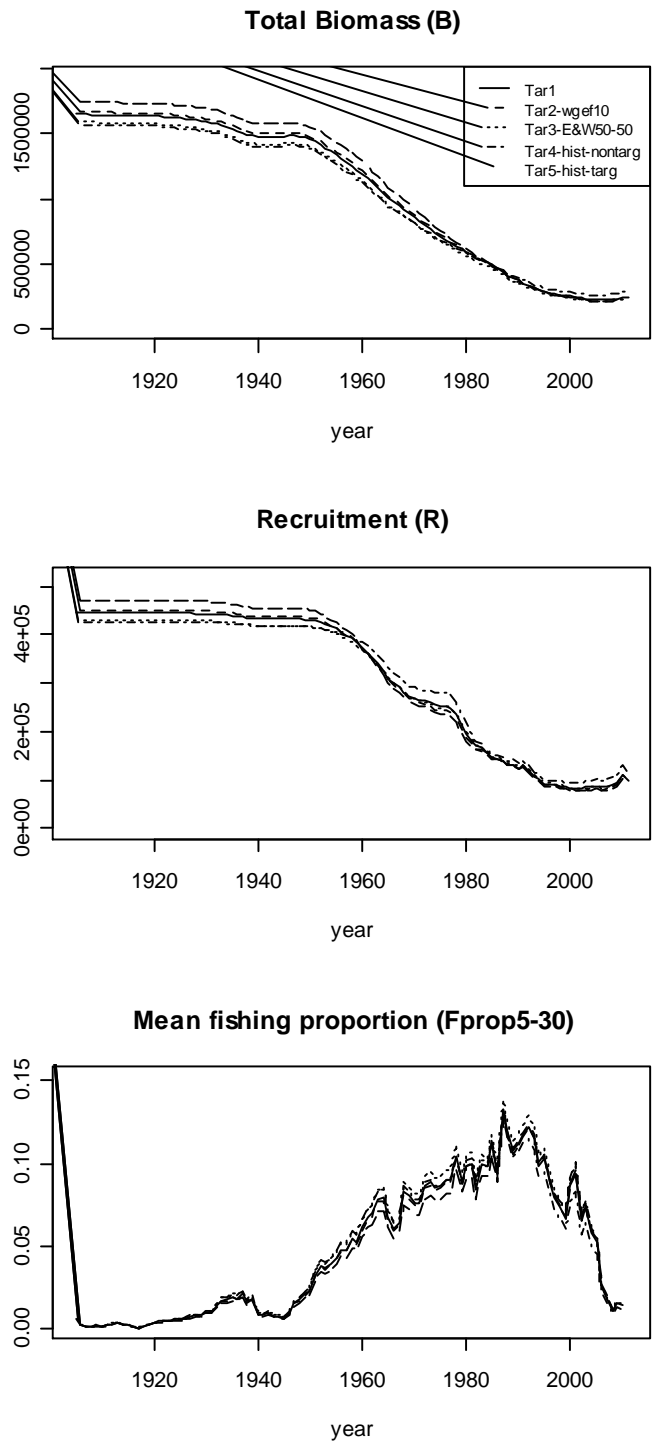 Total Biomass (B)
Tar1
Tar2-wgef10
Tar3-E&W50-50
Tar4-hist-nontarg
Tar5-hist-targ
1500000
500000
0
1920 1940 1960 1980 2000
year
Recruitment (R)
4e+05
2e+05
0e+00
1920 1940 1960 1980 2000
year
Mean fishing proportion (Fprop5-30)
0.15
0.10
0.05
0.00
1920 1940 1960 1980 2000
year